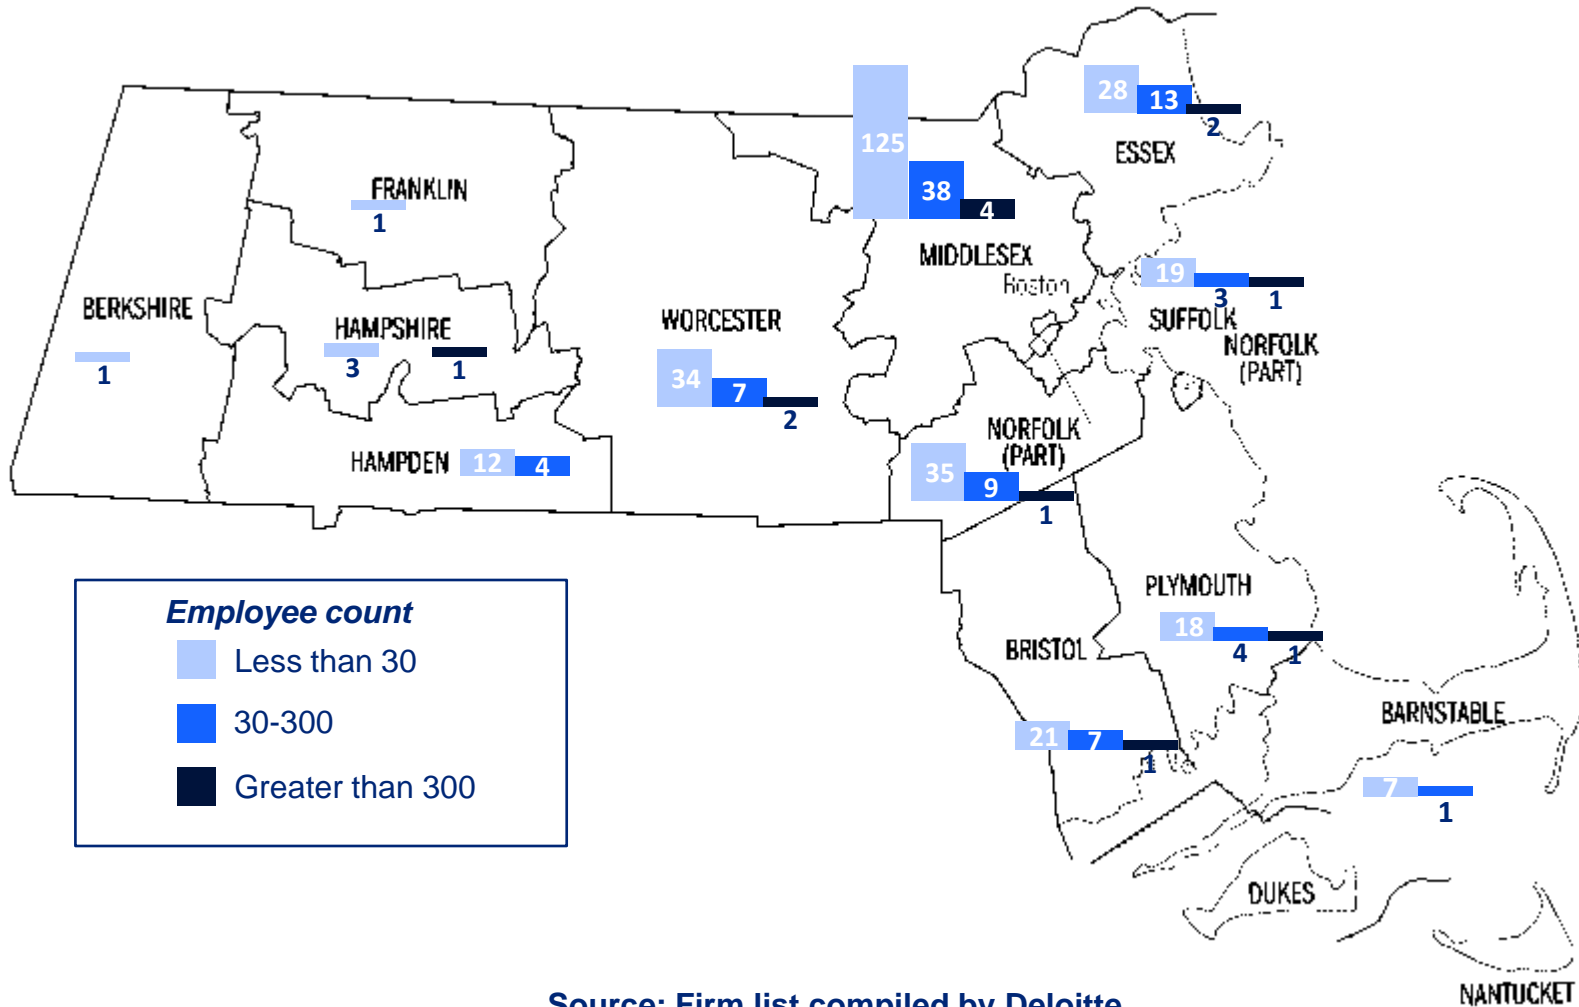 28
13
2
ESSEX
125
38
4
MIDDLESEX
Boston
FRANKLIN
1
19
3
1
SUFFOLK
NORFOLK
(PART)
BERKSHIRE
1
HAMPSHIRE
3
1
WORCESTER
34
7
2
HAMPDEN
12
4
NORFOLK
(PART)
35
9
1
PLYMOUTH
18
4
1
BRISTOL
21
7
1
BARNSTABLE
7
1
DUKES
NANTUCKET
Employee count
Less than 30
30-300
Greater than 300
Source: Firm list compiled by Deloitte